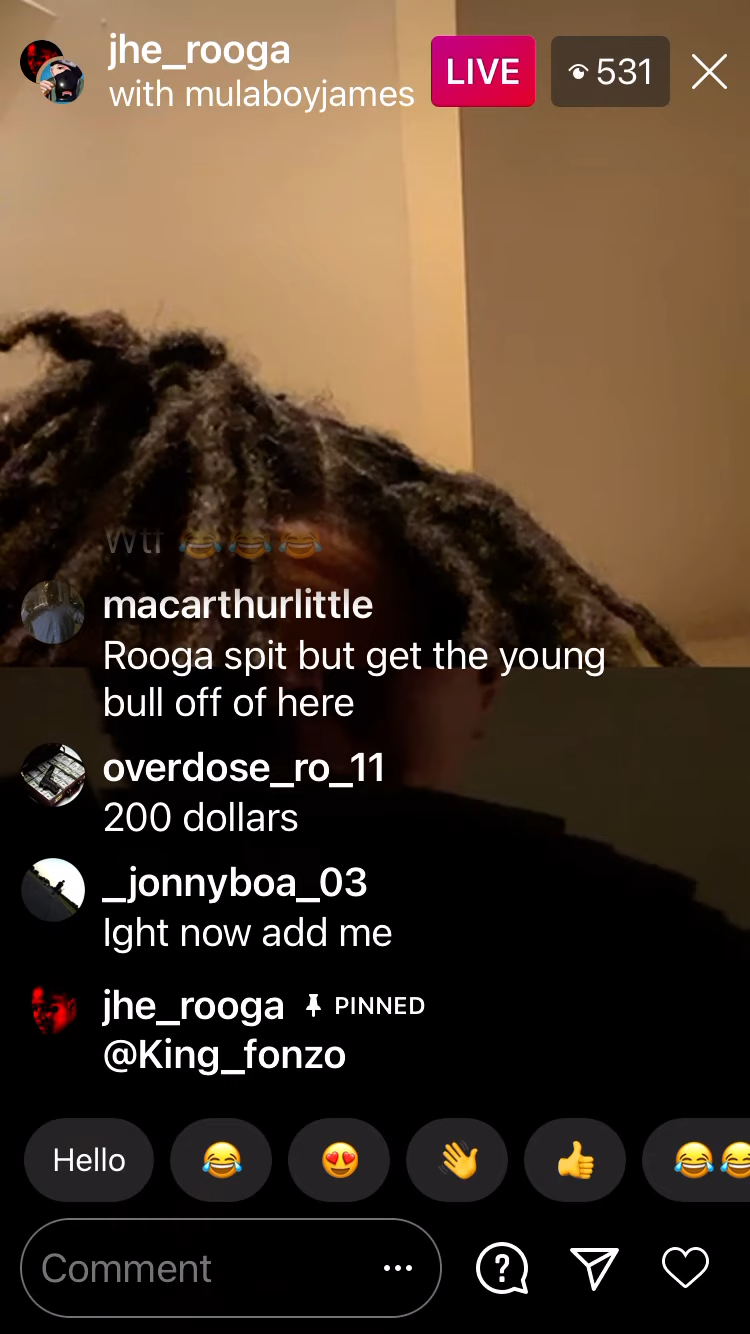 jhe_rooga
with mulaboyjames
LIVE
531
Wtf 😂😂😂
macarthurlittle
Rooga spit but get the young
bull off of here
overdose_ro_11
200 dollars
_jonnyboa_03
Ight now add me
jhe_rooga PINNED
@King_fonzo
Hello 😂 😍 👋 👍 😂😂
Comment